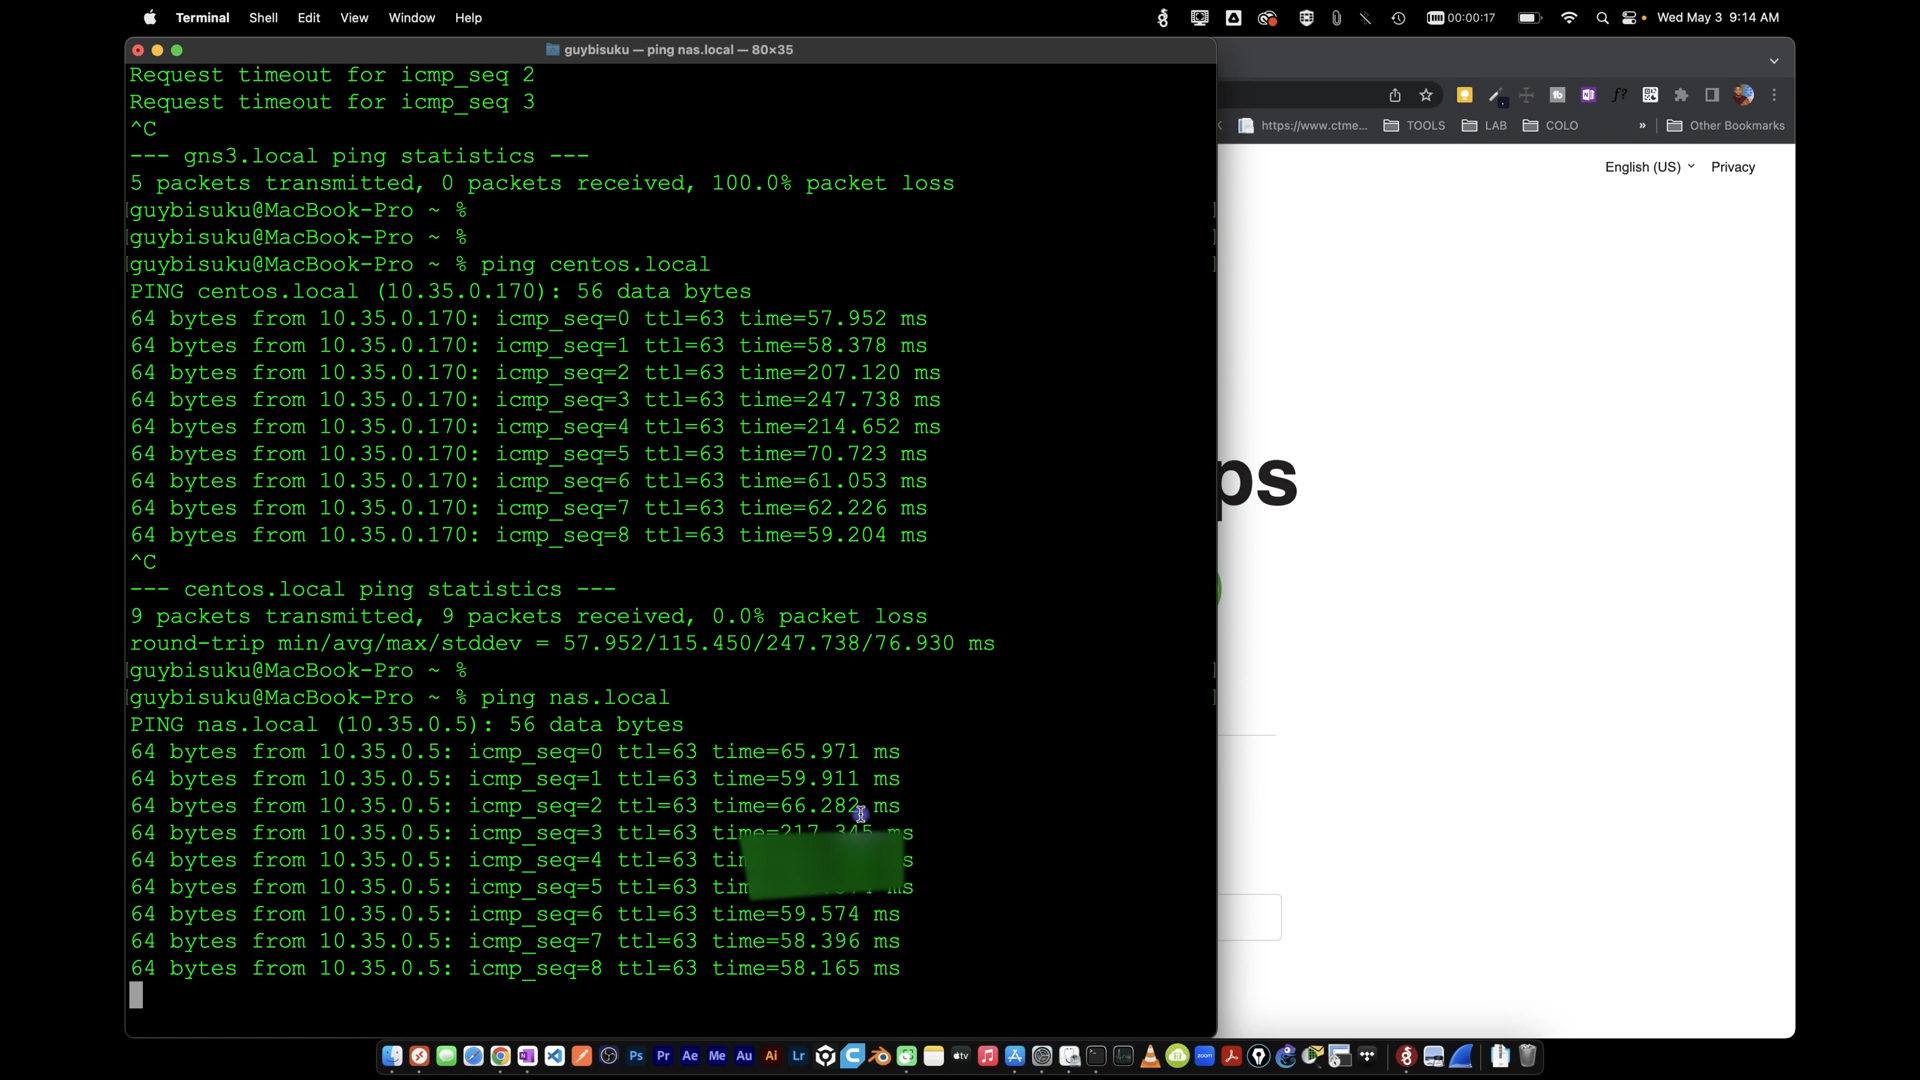 Terminal Shell Edit View Window Help
00:00:17 Wed May 3 9:14 AM
guybisuku — ping nas.local — 80×35
Request timeout for icmp_seq 2
Request timeout for icmp_seq 3
^C
--- gns3.local ping statistics ---
5 packets transmitted, 0 packets received, 100.0% packet loss
guybisuku@MacBook-Pro ~ %
guybisuku@MacBook-Pro ~ %
guybisuku@MacBook-Pro ~ % ping centos.local
PING centos.local (10.35.0.170): 56 data bytes
64 bytes from 10.35.0.170: icmp_seq=0 ttl=63 time=57.952 ms
64 bytes from 10.35.0.170: icmp_seq=1 ttl=63 time=58.378 ms
64 bytes from 10.35.0.170: icmp_seq=2 ttl=63 time=207.120 ms
64 bytes from 10.35.0.170: icmp_seq=3 ttl=63 time=247.738 ms
64 bytes from 10.35.0.170: icmp_seq=4 ttl=63 time=214.652 ms
64 bytes from 10.35.0.170: icmp_seq=5 ttl=63 time=70.723 ms
64 bytes from 10.35.0.170: icmp_seq=6 ttl=63 time=61.053 ms
64 bytes from 10.35.0.170: icmp_seq=7 ttl=63 time=62.226 ms
64 bytes from 10.35.0.170: icmp_seq=8 ttl=63 time=59.204 ms
^C
--- centos.local ping statistics ---
9 packets transmitted, 9 packets received, 0.0% packet loss
round-trip min/avg/max/stddev = 57.952/115.450/247.738/76.930 ms
guybisuku@MacBook-Pro ~ %
guybisuku@MacBook-Pro ~ % ping nas.local
PING nas.local (10.35.0.5): 56 data bytes
64 bytes from 10.35.0.5: icmp_seq=0 ttl=63 time=65.971 ms
64 bytes from 10.35.0.5: icmp_seq=1 ttl=63 time=59.911 ms
64 bytes from 10.35.0.5: icmp_seq=2 ttl=63 time=66.282 ms
64 bytes from 10.35.0.5: icmp_seq=3 ttl=63 time=217.345 ms
64 bytes from 10.35.0.5: icmp_seq=4 ttl=63
64 bytes from 10.35.0.5: icmp_seq=5 ttl=63
64 bytes from 10.35.0.5: icmp_seq=6 ttl=63 time=59.574 ms
64 bytes from 10.35.0.5: icmp_seq=7 ttl=63 time=58.396 ms
64 bytes from 10.35.0.5: icmp_seq=8 ttl=63 time=58.165 ms
https://www.ctme... TOOLS LAB COLO » Other Bookmarks
English (US) Privacy
ps
Ps Pr Ae Me Au Ai Lr tv zoom